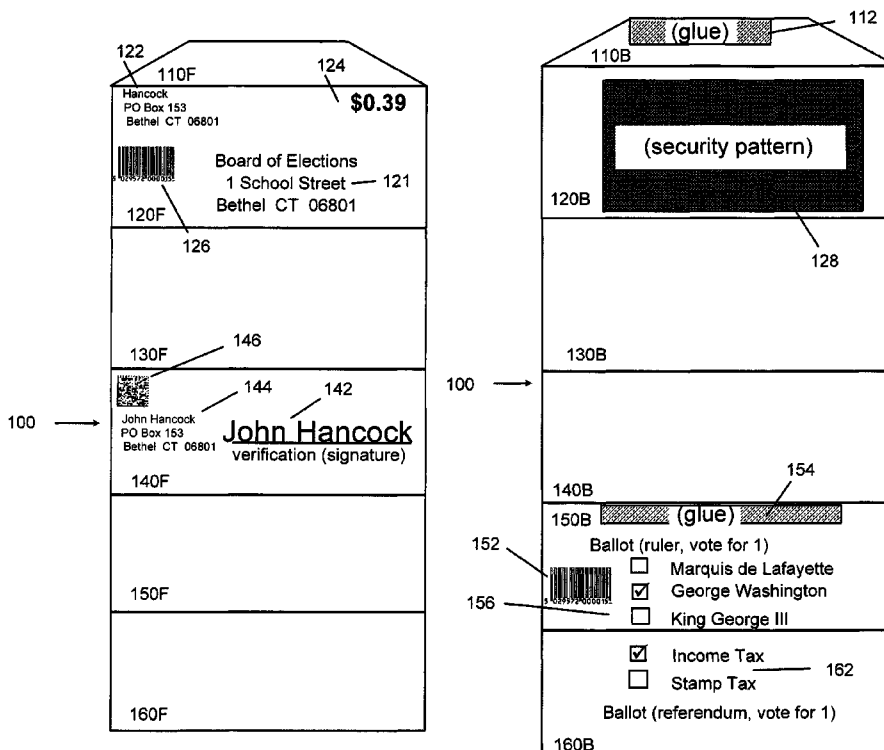 122
110F
124
Hancock
PO Box 153
Bethel CT 06801
$0.39
Board of Elections
1 School Street
121
Bethel CT 06801
120F
126
130F
146
144
142
100
John Hancock
PO Box 153
Bethel CT 06801
John Hancock
verification (signature)
140F
150F
160F
(glue)
112
110B
(security pattern)
120B
128
130B
100
140B
154
150B
(glue)
Ballot (ruler, vote for 1)
152
Marquis de Lafayette
George Washington
156
King George III
Income Tax
162
Stamp Tax
Ballot (referendum, vote for 1)
160B